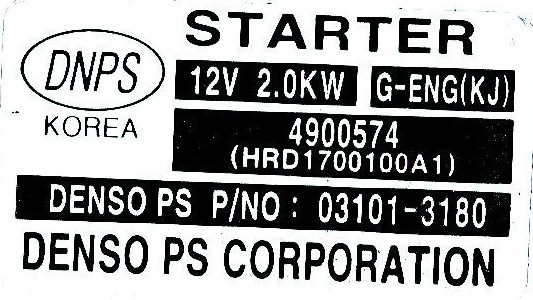 STARTER
DNPS
KOREA
12V 2.0KW G-ENG(KJ)
4900574
(HRD1700100A1)
DENSO PS P/NO : 03101-3180
DENSO PS CORPORATION